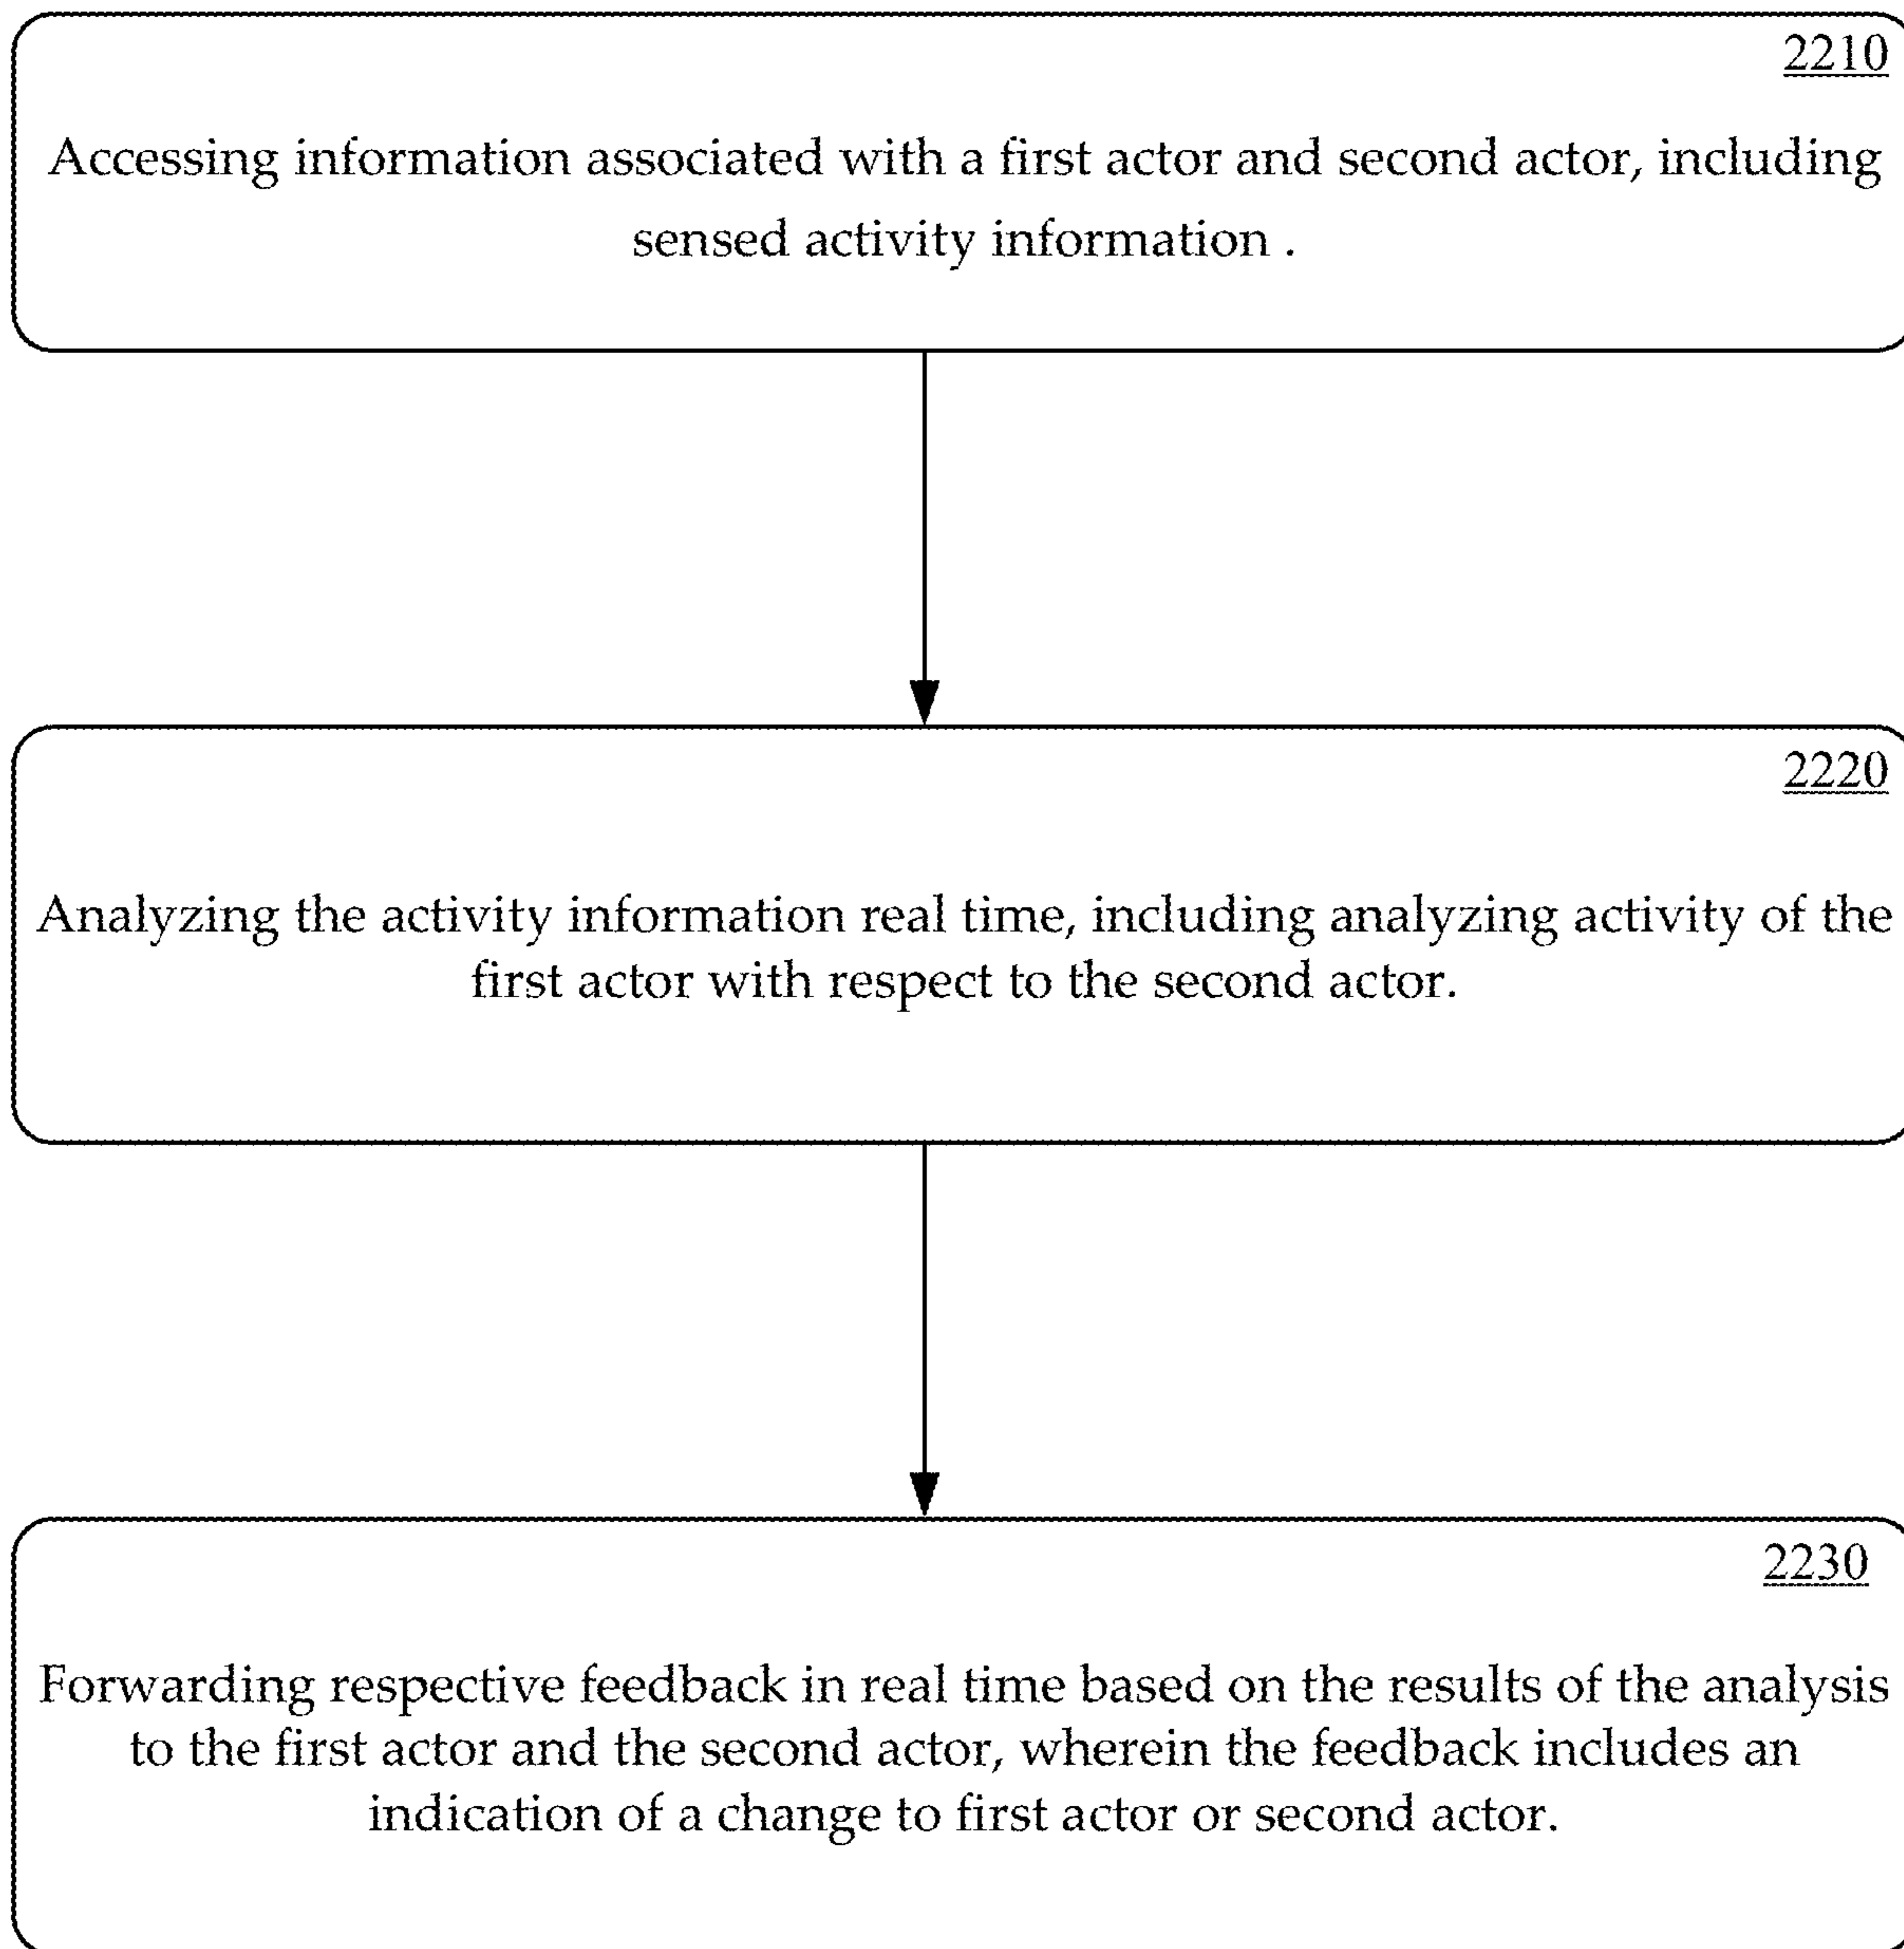 2210
Accessing information associated with a first actor and second actor, including
sensed activity information .
2220
Analyzing the activity information real time, including analyzing activity of the
first actor with respect to the second actor.
2230
Forwarding respective feedback in real time based on the results of the analysis
to the first actor and the second actor, wherein the feedback includes an
indication of a change to first actor or second actor.